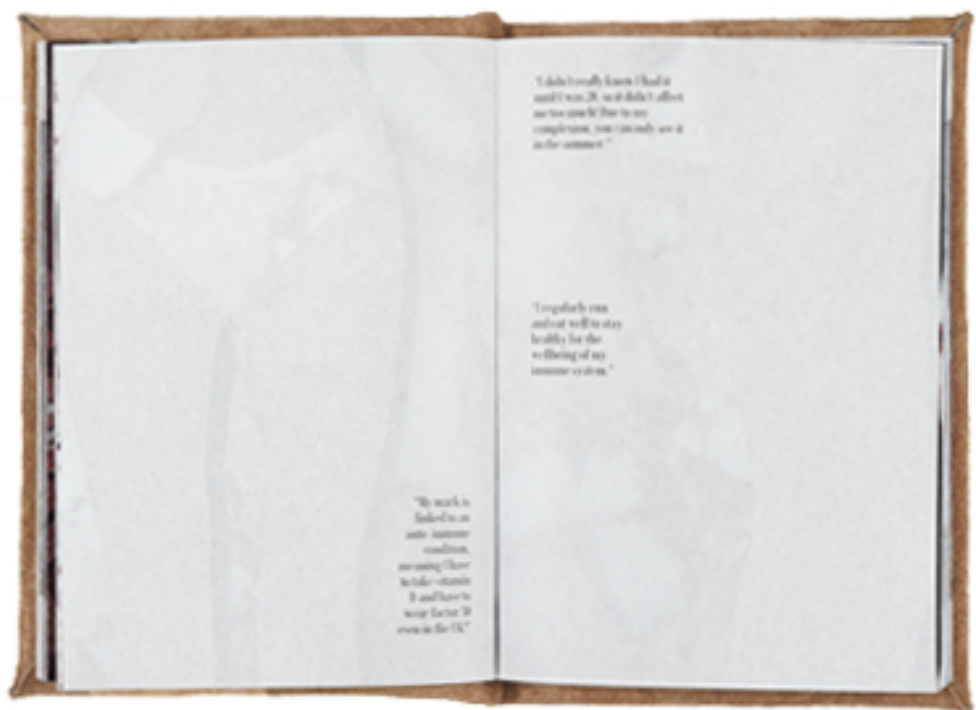 "My mark is
linked to an
auto immune
condition,
meaning I have
to take vitamin
D and have to
wear factor 50
even in the UK."
"I didn't really know I had it
until I was 20, so it didn't affect
me too much! Due to my
complexion, you can only see it
in the summer."
"I regularly run
and eat well to stay
healthy for the
wellbeing of my
immune system."